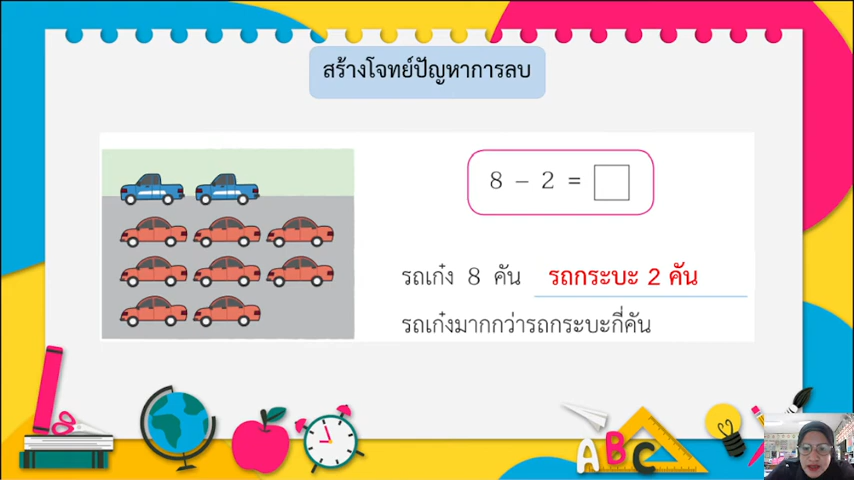 สร้างโจทย์ปัญหาการลบ
8 – 2 =
รถเก๋ง 8 คัน รถกระบะ 2 คัน
รถเก๋งมากกว่ารถกระบะกี่คัน
ABC